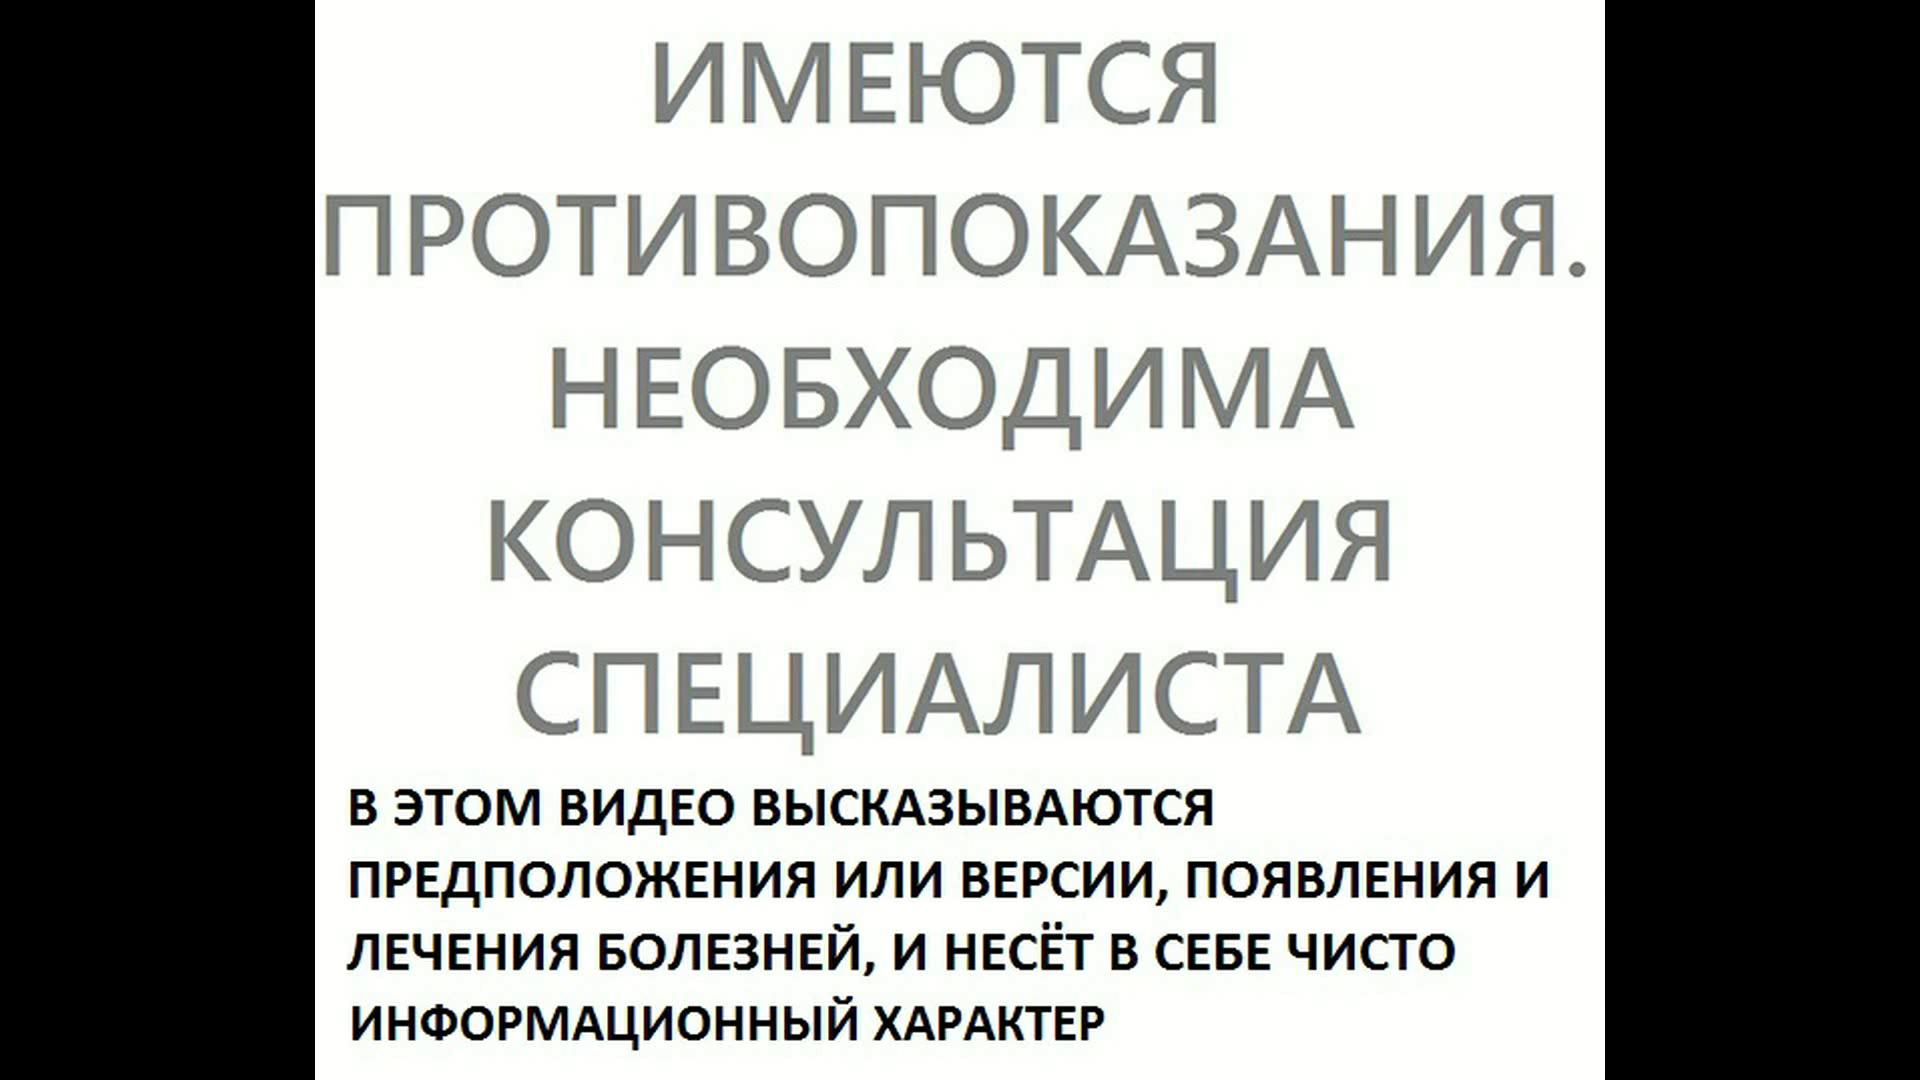 ИМЕЮТСЯ
ПРОТИВОПОКАЗАНИЯ.
НЕОБХОДИМА
КОНСУЛЬТАЦИЯ
СПЕЦИАЛИСТА
В ЭТОМ ВИДЕО ВЫСКАЗЫВАЮТСЯ
ПРЕДПОЛОЖЕНИЯ ИЛИ ВЕРСИИ, ПОЯВЛЕНИЯ И
ЛЕЧЕНИЯ БОЛЕЗНЕЙ, И НЕСЁТ В СЕБЕ ЧИСТО
ИНФОРМАЦИОННЫЙ ХАРАКТЕР